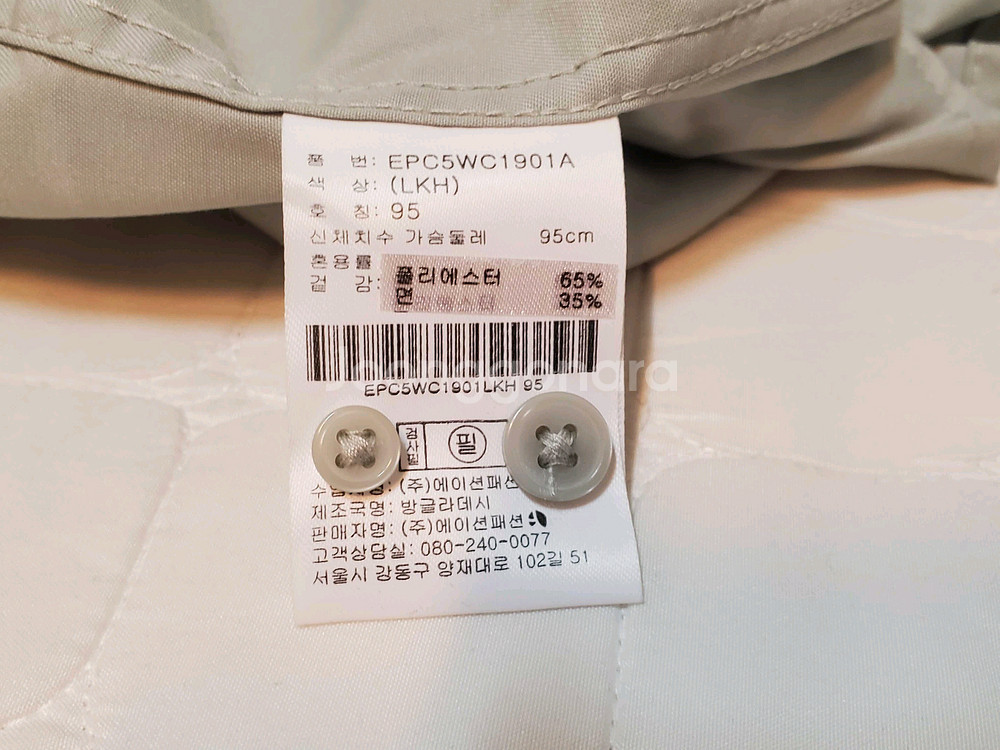 품 번: EPC5WC1901A
색 상: (LKH)
호 칭: 95
신체치수 가슴둘레 95cm
혼용률
겉 감: 폴리에스터 65%
면 35%
EPC5WC1901LKH 95
검사필 필
(주)에이션패션
제조국명: 방글라데시
판매자명: (주)에이션패션
고객상담실: 080-240-0077
서울시 강동구 양재대로 102길 51